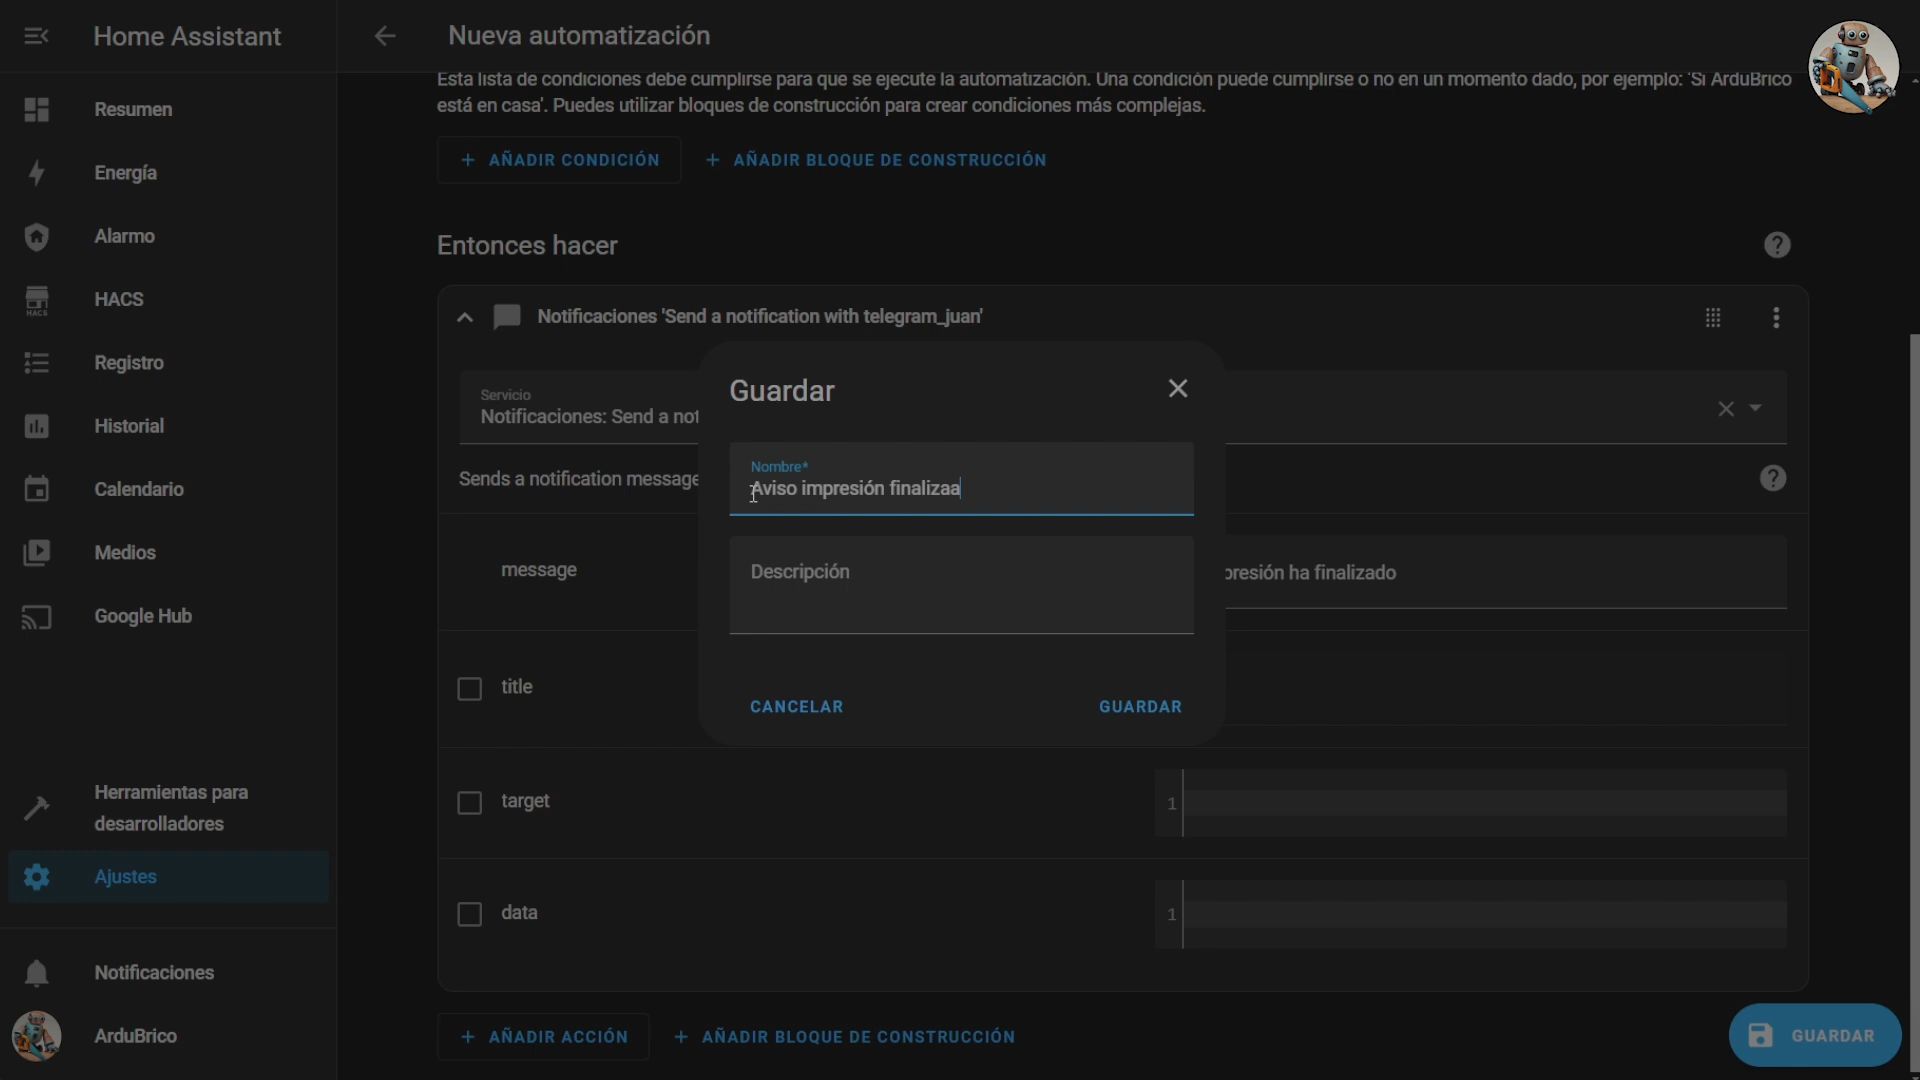 Home Assistant
Nueva automatización
Esta lista de condiciones debe cumplirse para que se ejecute la automatización. Una condición puede cumplirse o no en un momento dado, por ejemplo: 'Si ArduBrico
está en casa'. Puedes utilizar bloques de construcción para crear condiciones más complejas.
Resumen
+ AÑADIR CONDICIÓN + AÑADIR BLOQUE DE CONSTRUCCIÓN
Energía
Alarmo
Entonces hacer
HACS
HACS
Notificaciones 'Send a notification with telegram_juan'
Registro
Guardar
Servicio
Notificaciones: Send a not
Historial
Nombre*
Aviso impresión finalizaa
Sends a notification message
Calendario
Medios
message
Descripción
presión ha finalizado
Google Hub
title
CANCELAR
GUARDAR
Herramientas para
desarrolladores
target
1
Ajustes
data
1
Notificaciones
ArduBrico
+ AÑADIR ACCIÓN + AÑADIR BLOQUE DE CONSTRUCCIÓN
GUARDAR